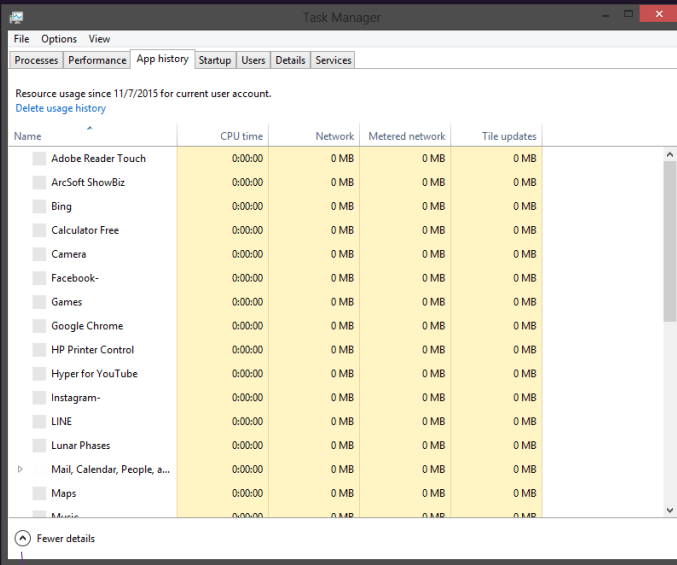 Task Manager
File Options View
Processes Performance App history Startup Users Details Services
Resource usage since 11/7/2015 for current user account.
Delete usage history
Name CPU time Network Metered network Tile updates
Adobe Reader Touch 0:00:00 0 MB 0 MB 0 MB
ArcSoft ShowBiz 0:00:00 0 MB 0 MB 0 MB
Bing 0:00:00 0 MB 0 MB 0 MB
Calculator Free 0:00:00 0 MB 0 MB 0 MB
Camera 0:00:00 0 MB 0 MB 0 MB
Facebook- 0:00:00 0 MB 0 MB 0 MB
Games 0:00:00 0 MB 0 MB 0 MB
Google Chrome 0:00:00 0 MB 0 MB 0 MB
HP Printer Control 0:00:00 0 MB 0 MB 0 MB
Hyper for YouTube 0:00:00 0 MB 0 MB 0 MB
Instagram- 0:00:00 0 MB 0 MB 0 MB
LINE 0:00:00 0 MB 0 MB 0 MB
Lunar Phases 0:00:00 0 MB 0 MB 0 MB
Mail, Calendar, People, a... 0:00:00 0 MB 0 MB 0 MB
Maps 0:00:00 0 MB 0 MB 0 MB
Music 0:00:00 0 MB 0 MB 0 MB
Fewer details